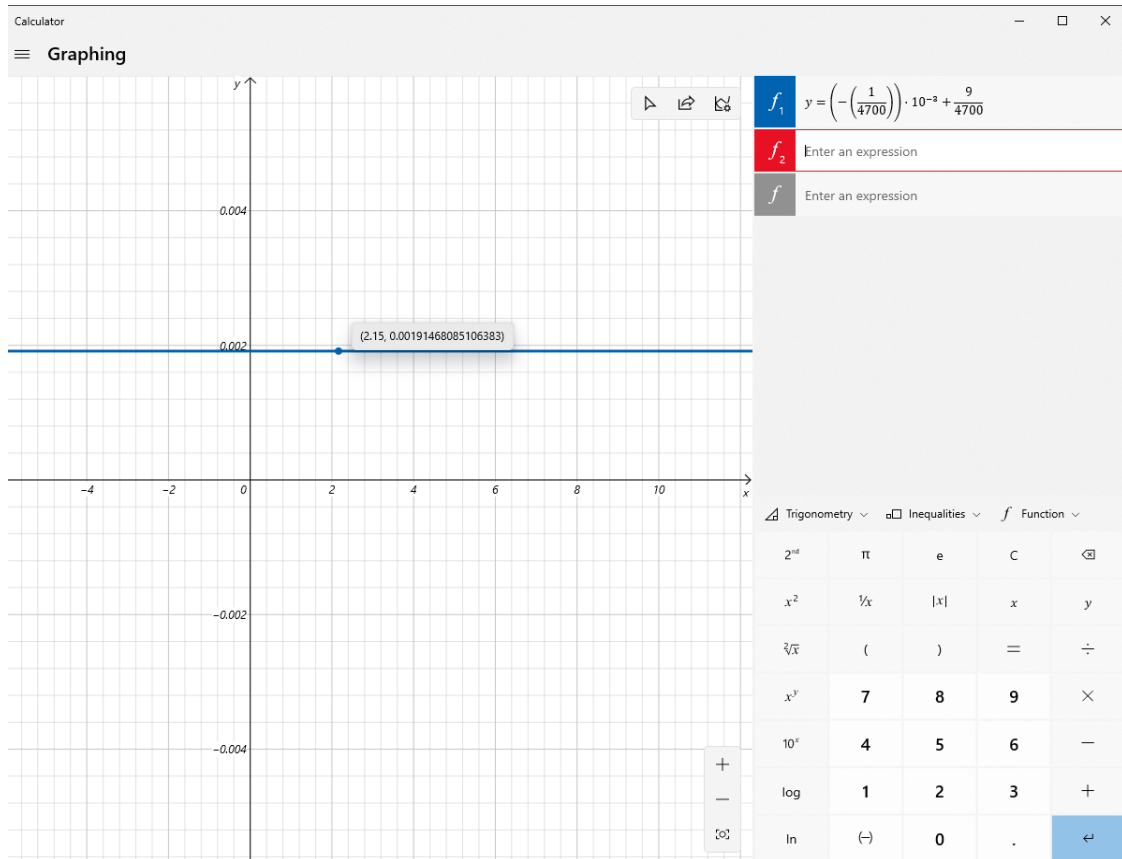 Calculator
Graphing
y
0.004
0.002
(2.15, 0.00191468085106383)
−4 −2 0 2 4 6 8 10 x
−0.002
−0.004
f₁ y = (−(1/4700)) · 10⁻³ + 9/4700
f₂ Enter an expression
f Enter an expression
Trigonometry Inequalities f Function
2ⁿᵈ π e C
x² ¹/x |x| x y
²√x ( ) = ÷
xʸ 7 8 9 ×
10ˣ 4 5 6 −
log 1 2 3 +
ln (−) 0 .